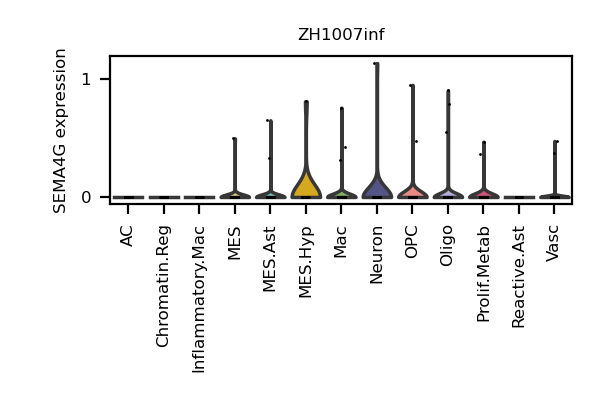 ZH1007inf
SEMA4G expression
1
0
AC
Chromatin.Reg
Inflammatory.Mac
MES
MES.Ast
MES.Hyp
Mac
Neuron
OPC
Oligo
Prolif.Metab
Reactive.Ast
Vasc